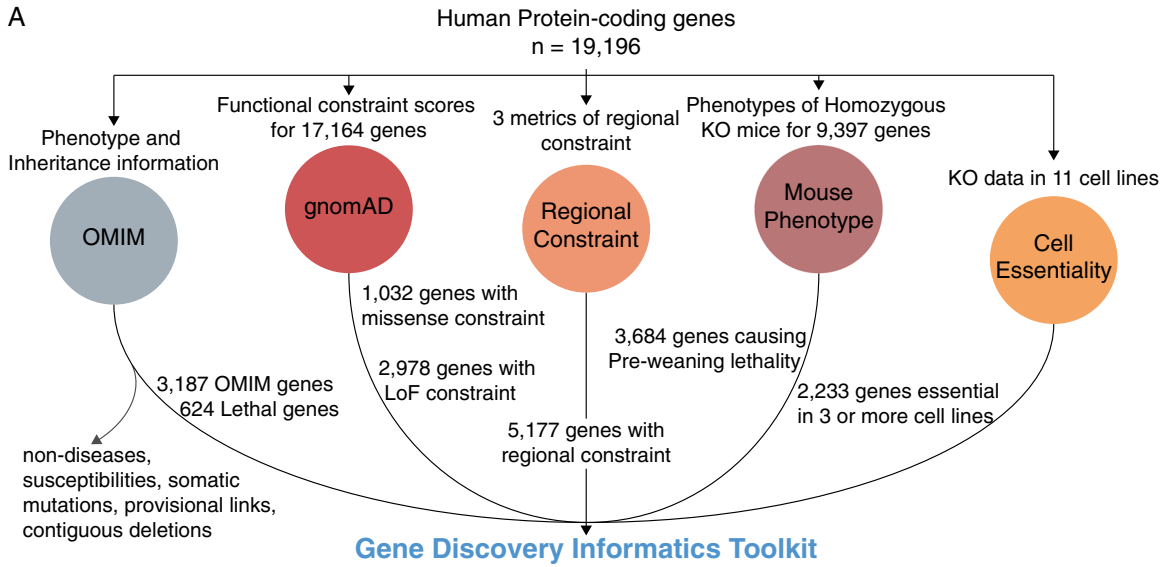 A
Human Protein-coding genes
n = 19,196
Phenotype and
Inheritance information
OMIM
Functional constraint scores
for 17,164 genes
gnomAD
3 metrics of regional
constraint
Regional
Constraint
Phenotypes of Homozygous
KO mice for 9,397 genes
Mouse
Phenotype
KO data in 11 cell lines
Cell
Essentiality
3,187 OMIM genes
624 Lethal genes
non-diseases,
susceptibilities, somatic
mutations, provisional links,
contiguous deletions
1,032 genes with
missense constraint
2,978 genes with
LoF constraint
5,177 genes with
regional constraint
3,684 genes causing
Pre-weaning lethality
2,233 genes essential
in 3 or more cell lines
Gene Discovery Informatics Toolkit